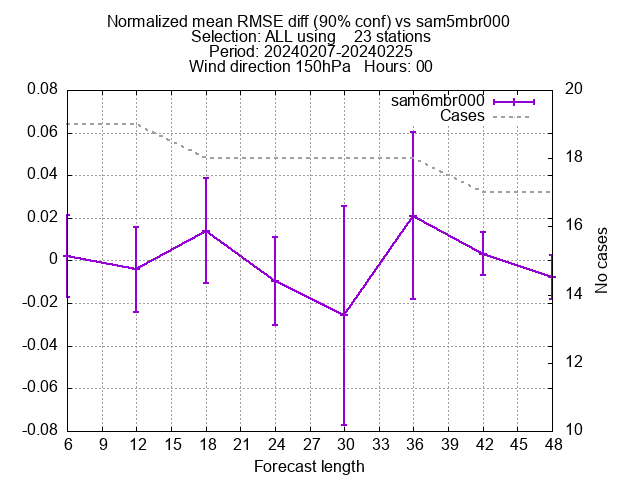 Normalized mean RMSE diff (90% conf) vs sam5mbr000
Selection: ALL using    23 stations
Period: 20240207-20240225
Wind direction 150hPa   Hours: 00
sam6mbr000
Cases
0.08
0.06
0.04
0.02
0
-0.02
-0.04
-0.06
-0.08
20
18
16
14
12
10
No cases
6 9 12 15 18 21 24 27 30 33 36 39 42 45 48
Forecast length